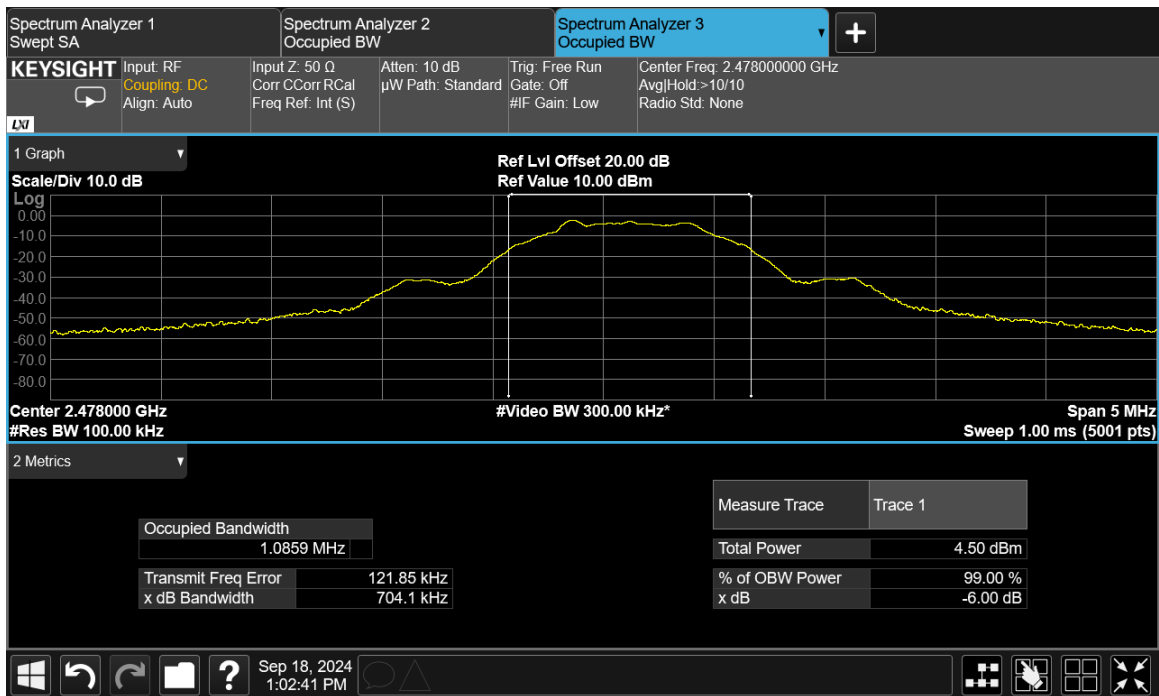 Spectrum Analyzer 1
Swept SA
Spectrum Analyzer 2
Occupied BW
Spectrum Analyzer 3
Occupied BW
▼
+
KEYSIGHT
LXI
Input: RF
Coupling: DC
Align: Auto
Input Z: 50 Ω
Corr CCorr RCal
Freq Ref: Int (S)
Atten: 10 dB
µW Path: Standard
Trig: Free Run
Gate: Off
#IF Gain: Low
Center Freq: 2.478000000 GHz
Avg|Hold:>10/10
Radio Std: None
1 Graph ▼
Scale/Div 10.0 dB
Ref Lvl Offset 20.00 dB
Ref Value 10.00 dBm
Log
0.00
-10.0
-20.0
-30.0
-40.0
-50.0
-60.0
-70.0
-80.0
Center 2.478000 GHz
#Res BW 100.00 kHz
#Video BW 300.00 kHz*
Span 5 MHz
Sweep 1.00 ms (5001 pts)
2 Metrics ▼
Occupied Bandwidth
1.0859 MHz
Transmit Freq Error 121.85 kHz
x dB Bandwidth 704.1 kHz
Measure Trace Trace 1
Total Power 4.50 dBm
% of OBW Power 99.00 %
x dB -6.00 dB
?
Sep 18, 2024
1:02:41 PM